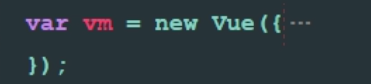 var vm = new Vue({ ···
});